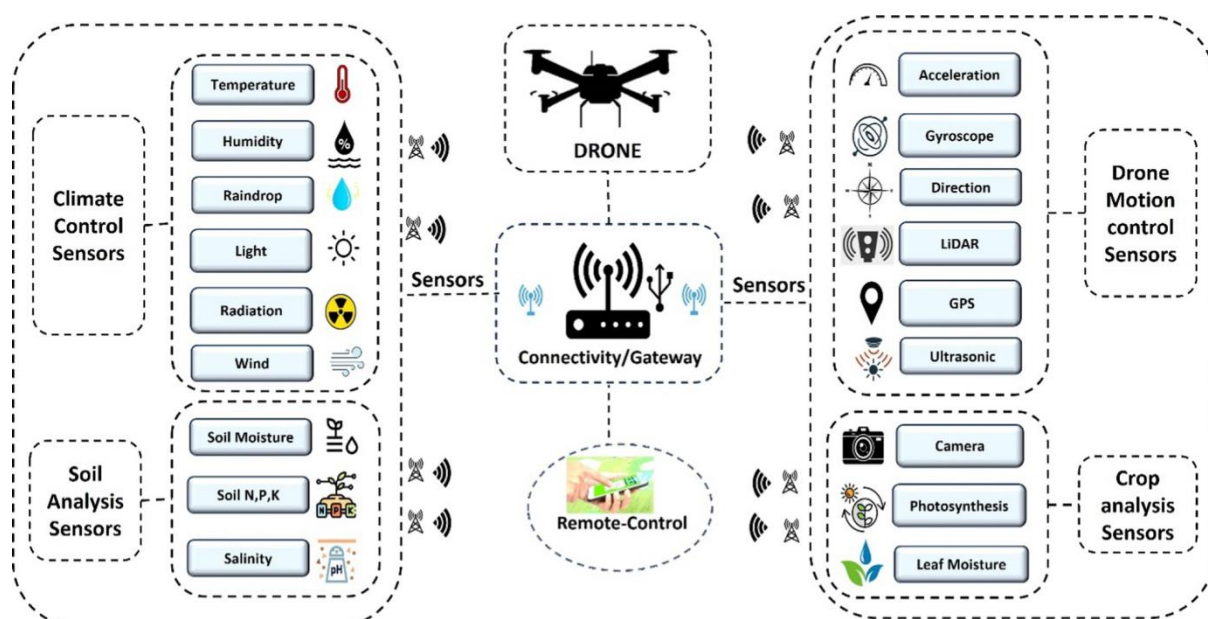 Climate
Control
Sensors
Temperature
Humidity
%
Raindrop
Light
Radiation
Wind
Soil
Analysis
Sensors
Soil Moisture
Soil N,P,K
N P K
Salinity
pH
Sensors
DRONE
Connectivity/Gateway
Remote-Control
Sensors
Acceleration
Gyroscope
N
Direction
LiDAR
GPS
Ultrasonic
Drone
Motion
control
Sensors
Camera
Photosynthesis
Leaf Moisture
Crop
analysis
Sensors